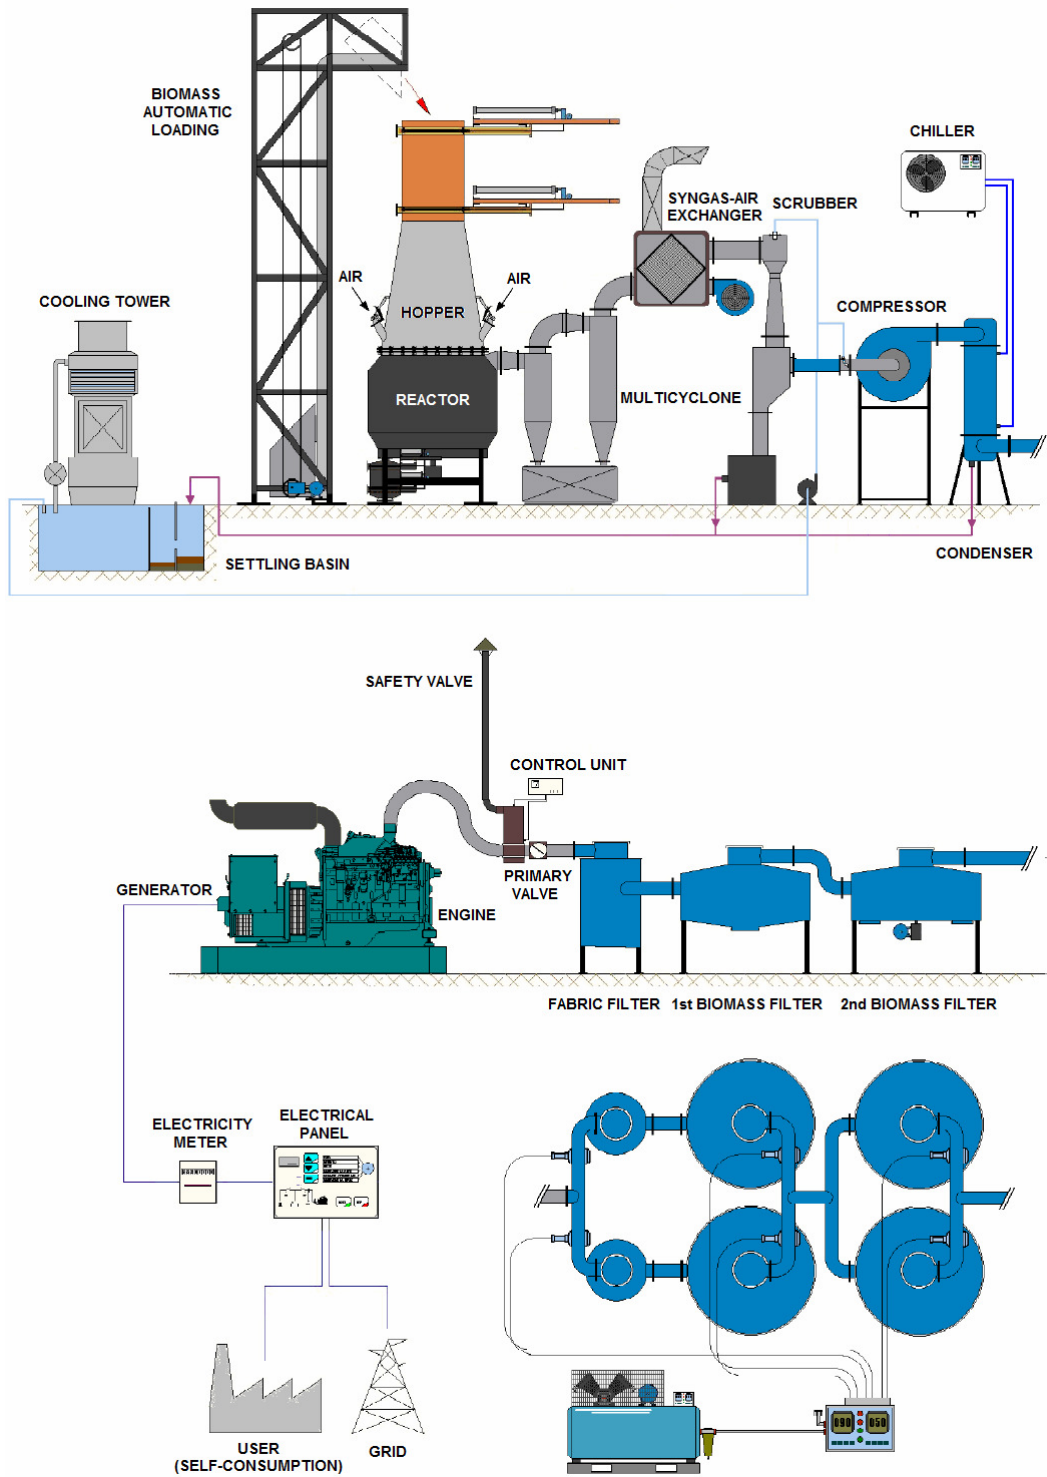 BIOMASS
AUTOMATIC
LOADING
CHILLER
SYNGAS-AIR
EXCHANGER
SCRUBBER
AIR
AIR
COOLING TOWER
HOPPER
COMPRESSOR
REACTOR
MULTICYCLONE
SETTLING BASIN
CONDENSER
SAFETY VALVE
CONTROL UNIT
PRIMARY
VALVE
GENERATOR
ENGINE
FABRIC FILTER
1st BIOMASS FILTER
2nd BIOMASS FILTER
ELECTRICITY
METER
ELECTRICAL
PANEL
USER
(SELF-CONSUMPTION)
GRID
090
050